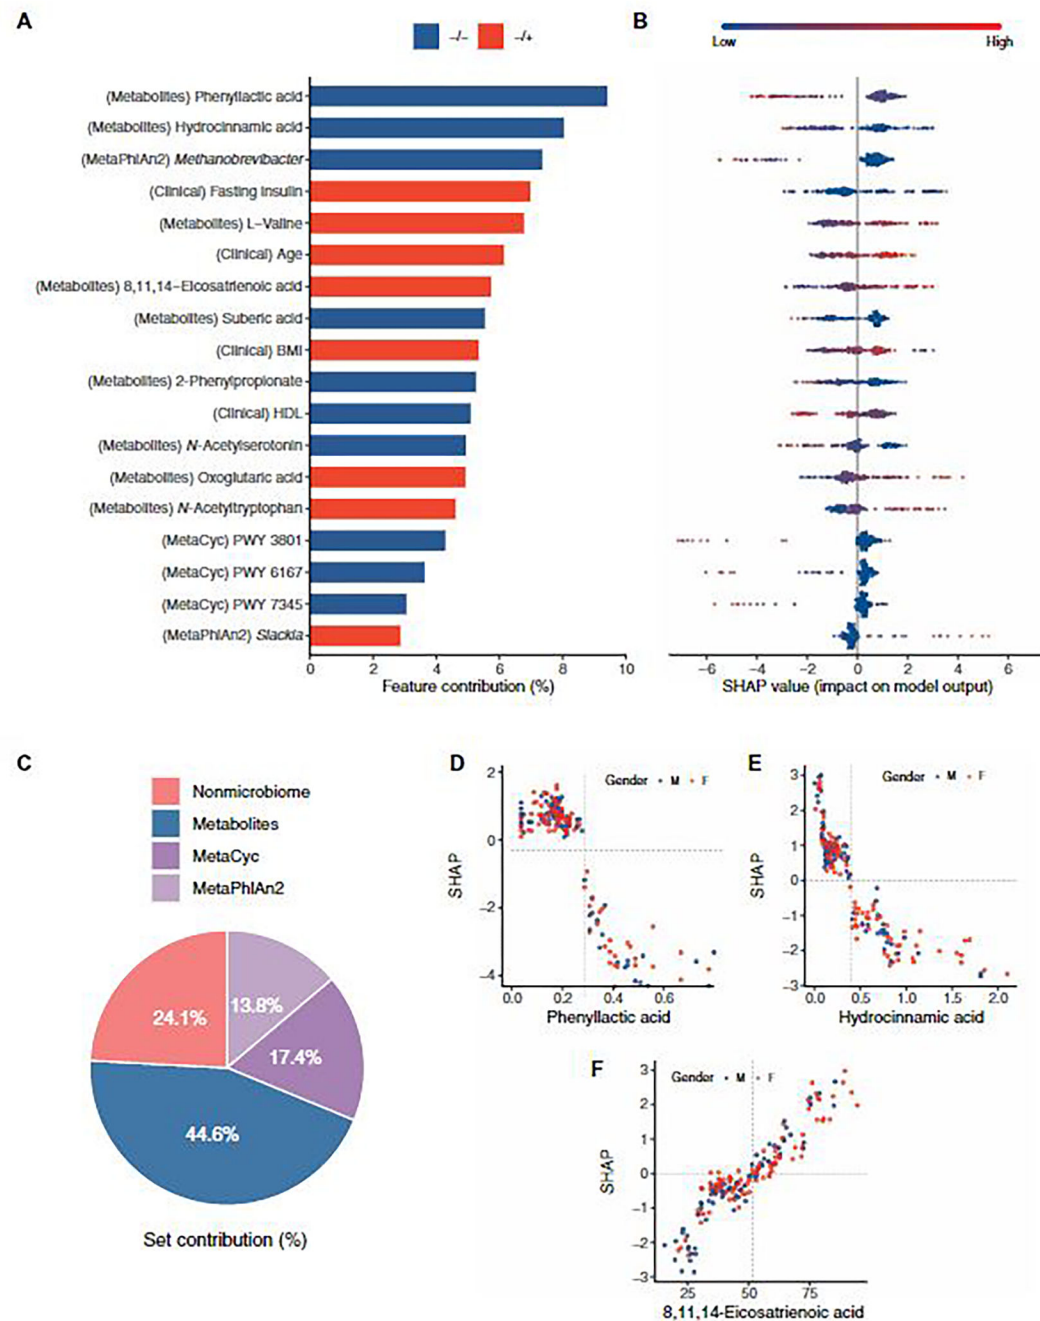 A
−/−
−/+
B
Low
High
(Metabolites) Phenyllactic acid
(Metabolites) Hydrocinnamic acid
(MetaPhlAn2) Methanobrevibacter
(Clinical) Fasting insulin
(Metabolites) L−Valine
(Clinical) Age
(Metabolites) 8,11,14−Eicosatrienoic acid
(Metabolites) Suberic acid
(Clinical) BMI
(Metabolites) 2-Phenylpropionate
(Clinical) HDL
(Metabolites) N-Acetylserotonin
(Metabolites) Oxoglutaric acid
(Metabolites) N-Acetyltryptophan
(MetaCyc) PWY 3801
(MetaCyc) PWY 6167
(MetaCyc) PWY 7345
(MetaPhlAn2) Slackia
0 2 4 6 8 10
Feature contribution (%)
−6 −4 −2 0 2 4 6
SHAP value (impact on model output)
C
Nonmicrobiome
Metabolites
MetaCyc
MetaPhlAn2
24.1%
13.8%
17.4%
44.6%
Set contribution (%)
D
Gender M F
2
0
−2
−4
SHAP
0.0 0.2 0.4 0.6
Phenyllactic acid
E
Gender M F
3
2
1
0
−1
−2
−3
SHAP
0.0 0.5 1.0 1.5 2.0
Hydrocinnamic acid
F
Gender M F
3
2
1
0
−1
−2
−3
SHAP
25 50 75
8,11,14-Eicosatrienoic acid